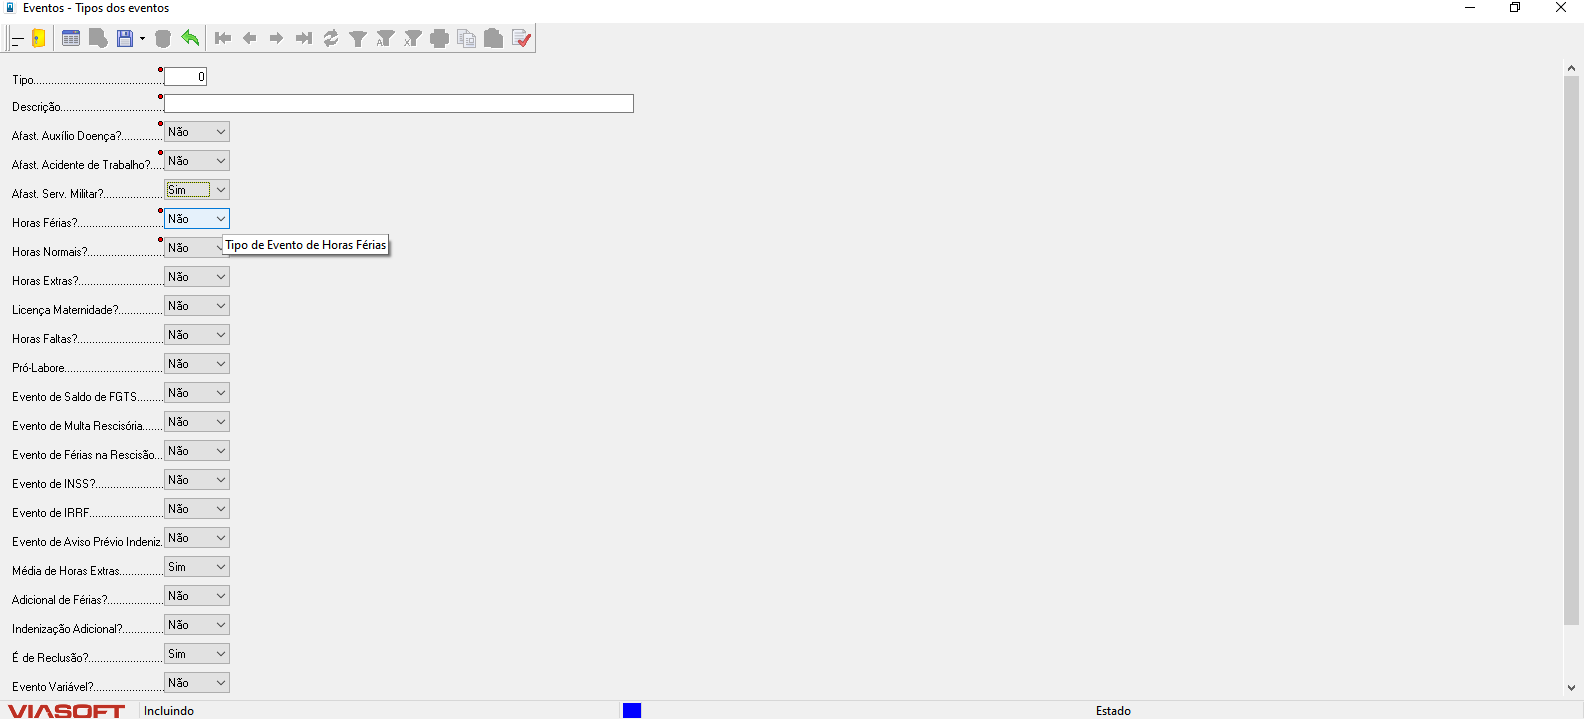 Eventos - Tipos dos eventos
Tipo 0
Descrição
Afast. Auxílio Doença? Não
Afast. Acidente de Trabalho? Não
Afast. Serv. Militar? Sim
Horas Férias? Não
Tipo de Evento de Horas Férias
Horas Normais? Não
Horas Extras? Não
Licença Maternidade? Não
Horas Faltas? Não
Pró-Labore Não
Evento de Saldo de FGTS Não
Evento de Multa Rescisória Não
Evento de Férias na Rescisão Não
Evento de INSS? Não
Evento de IRRF Não
Evento de Aviso Prévio Indeniz. Não
Média de Horas Extras Sim
Adicional de Férias? Não
Indenização Adicional? Não
É de Reclusão? Sim
Evento Variável? Não
VIASOFT Incluindo Estado